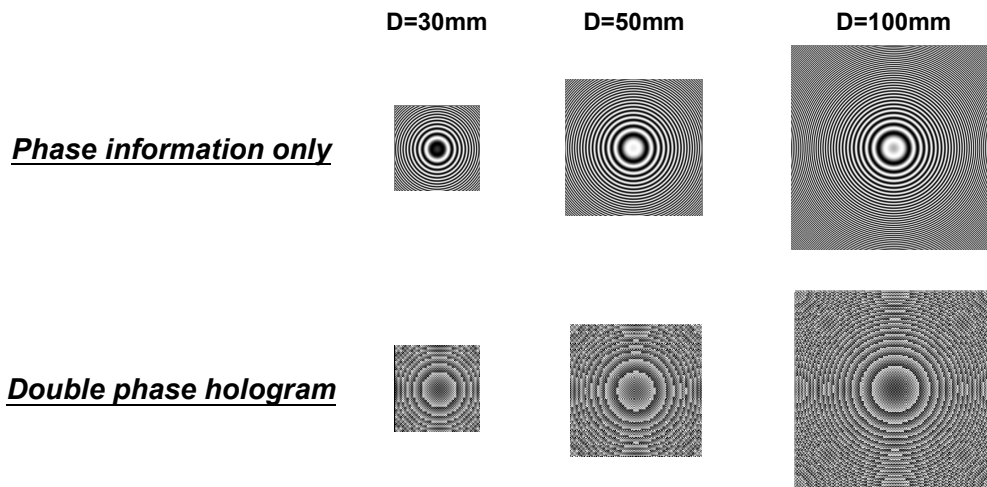 D=30mm D=50mm D=100mm
Phase information only
Double phase hologram